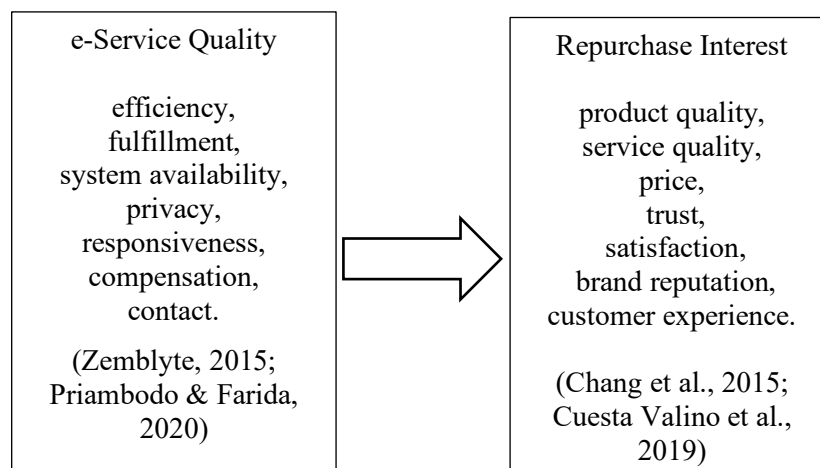 e-Service Quality
efficiency,
fulfillment,
system availability,
privacy,
responsiveness,
compensation,
contact.
(Zemblyte, 2015;
Priambodo & Farida,
2020)
Repurchase Interest
product quality,
service quality,
price,
trust,
satisfaction,
brand reputation,
customer experience.
(Chang et al., 2015;
Cuesta Valino et al.,
2019)